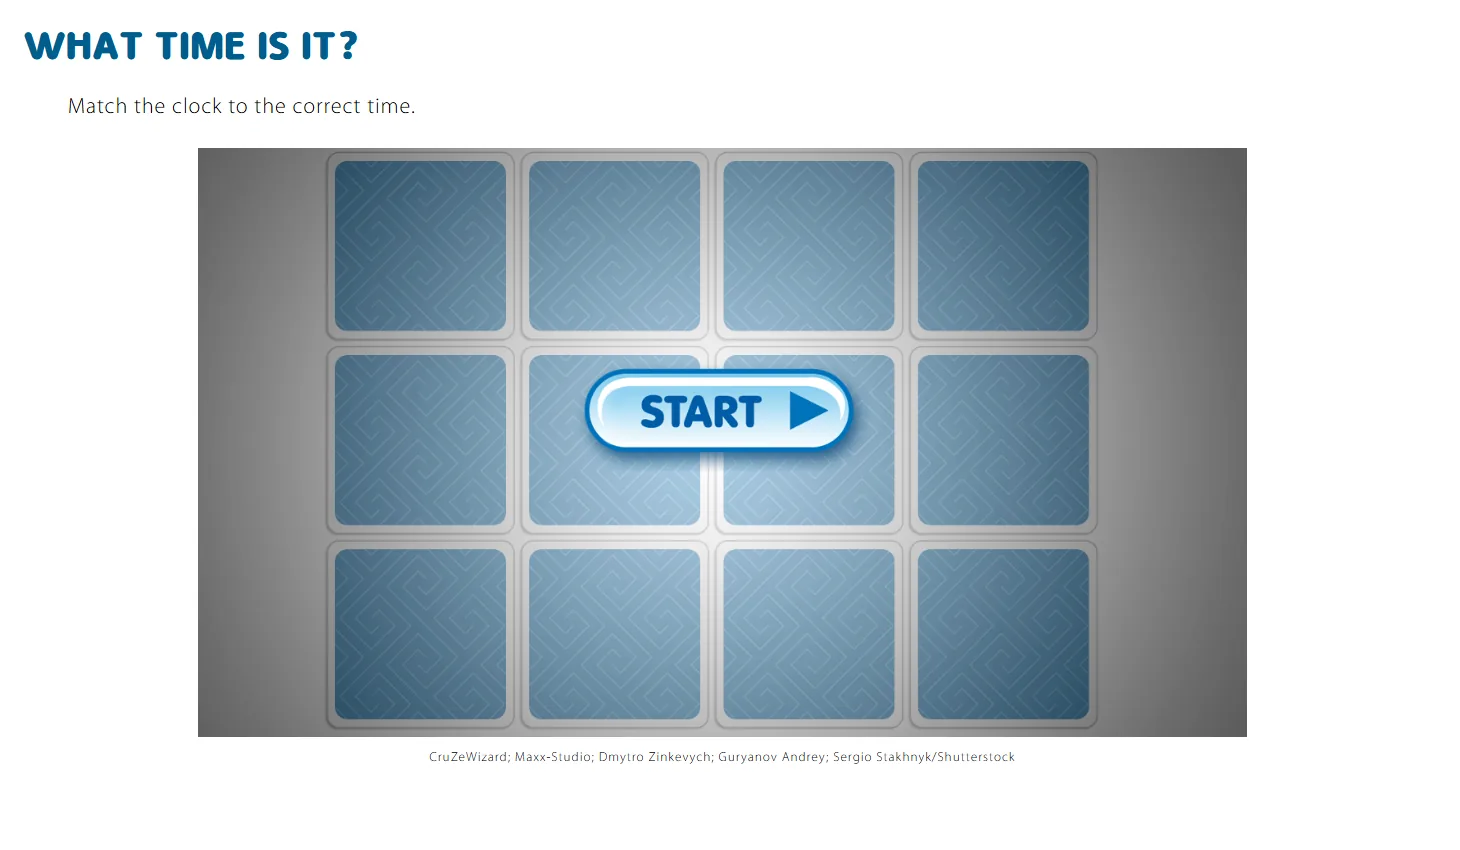 WHAT TIME IS IT?
Match the clock to the correct time.
START
CruZeWizard; Maxx-Studio; Dmytro Zinkevych; Guryanov Andrey; Sergio Stakhnyk/Shutterstock